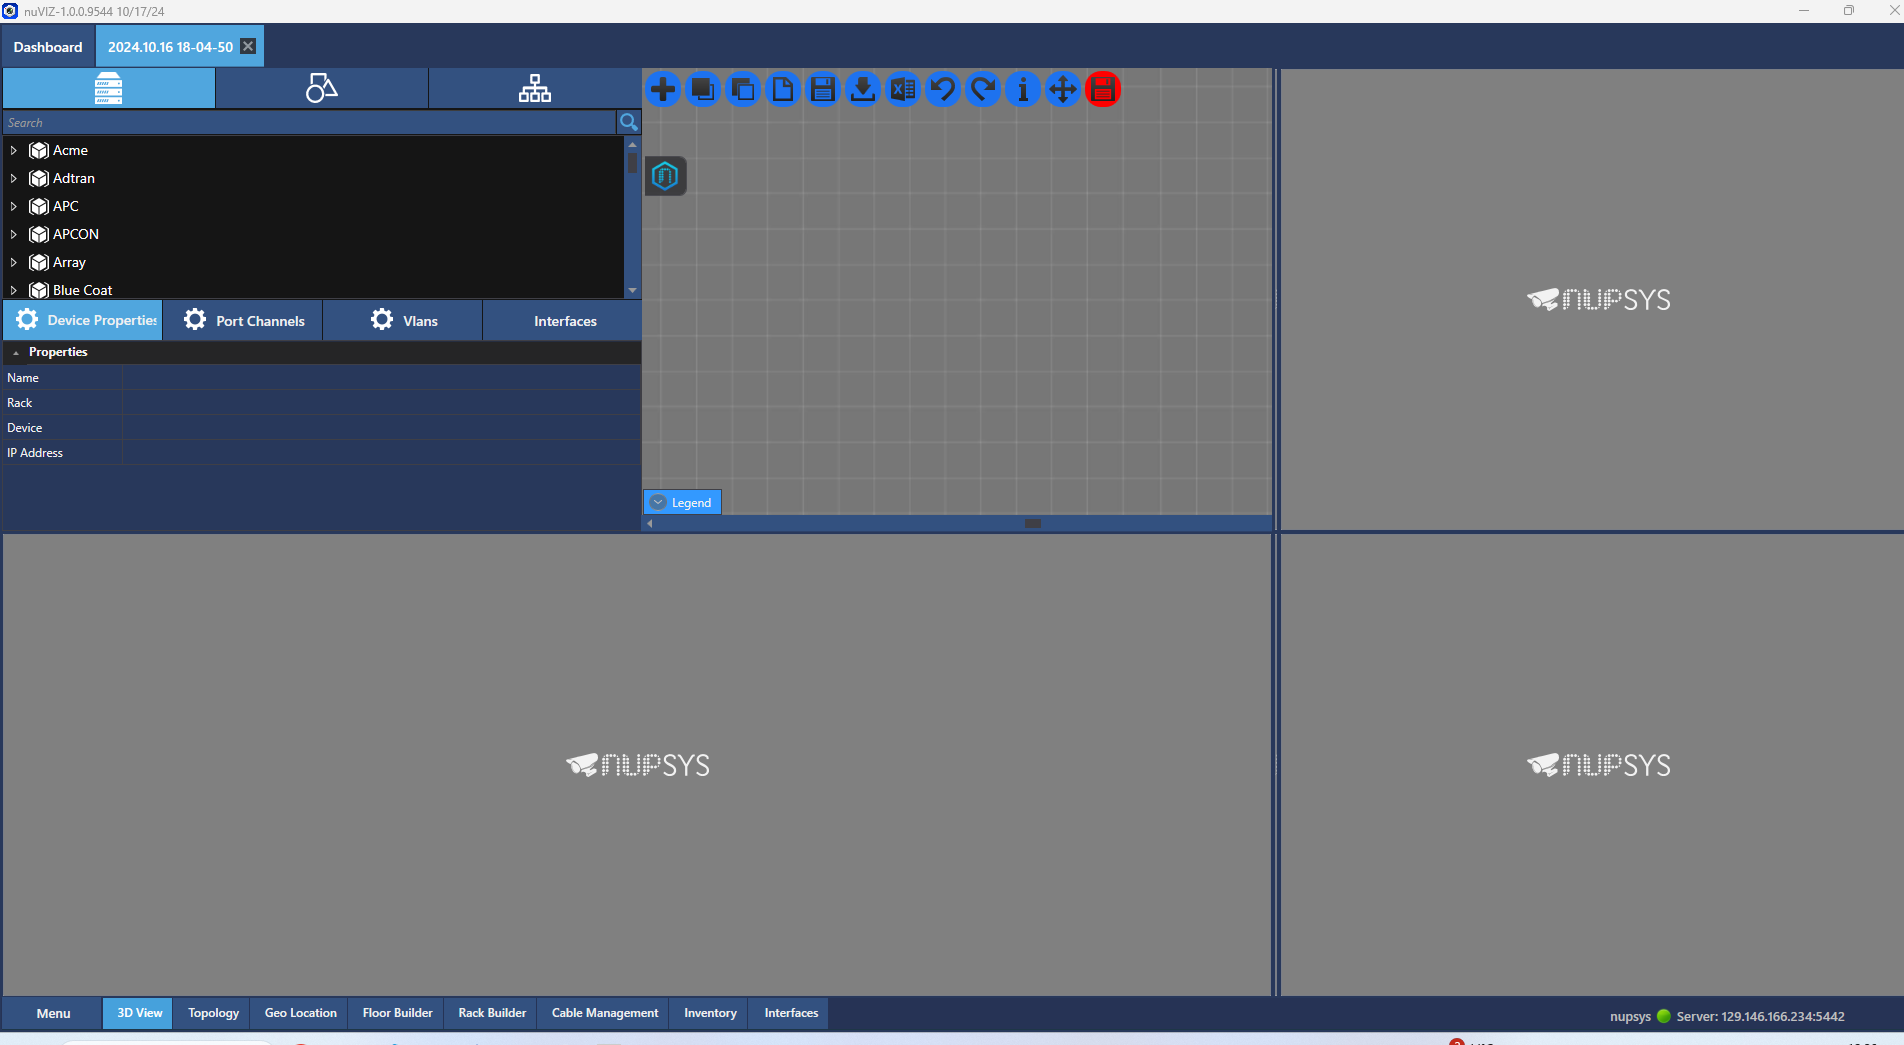 nuVIZ-1.0.0.9544 10/17/24
Dashboard
2024.10.16 18-04-50
Search
Acme
Adtran
APC
APCON
Array
Blue Coat
Device Properties
Port Channels
Vlans
Interfaces
Properties
Name
Rack
Device
IP Address
Legend
nupsys
nupsys
nupsys
Menu
3D View
Topology
Geo Location
Floor Builder
Rack Builder
Cable Management
Inventory
Interfaces
nupsys
Server: 129.146.166.234:5442